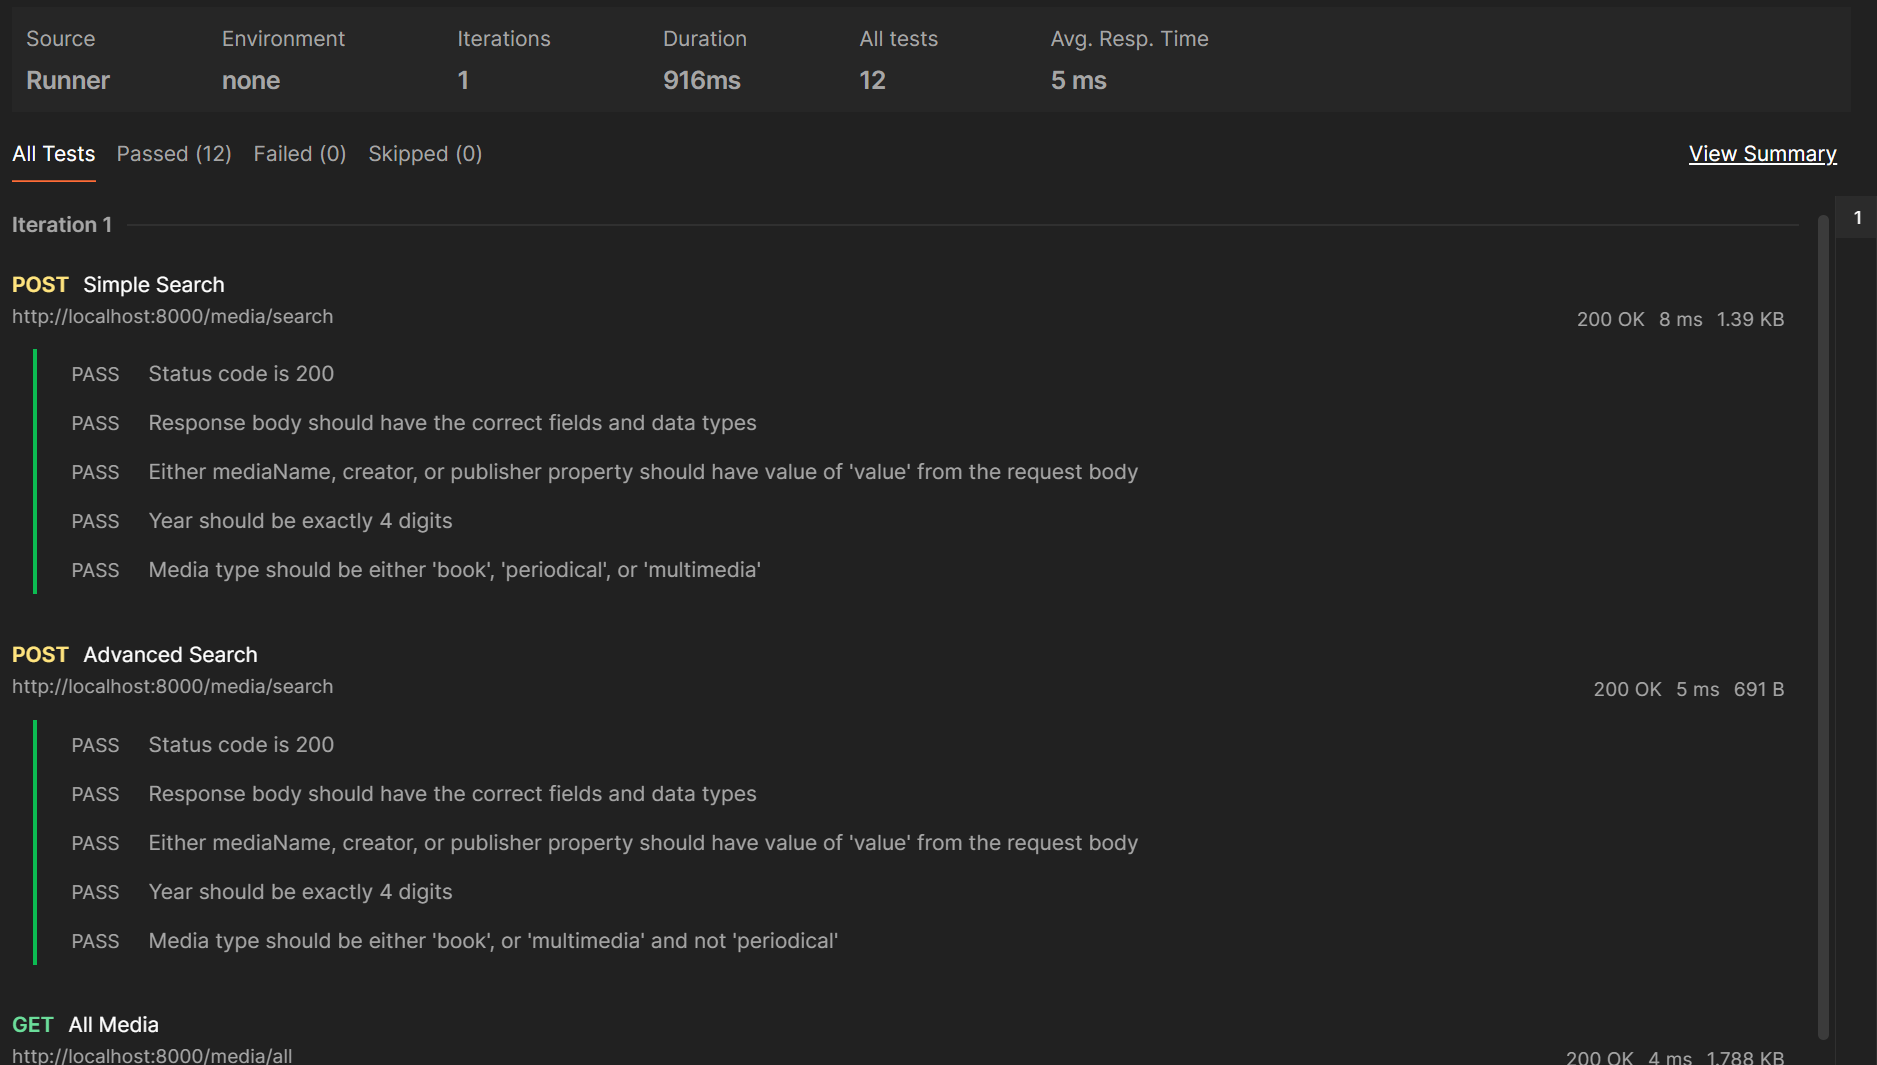 Source Environment Iterations Duration All tests Avg. Resp. Time
Runner none 1 916ms 12 5 ms
All Tests Passed (12) Failed (0) Skipped (0) View Summary
Iteration 1
1
POST Simple Search
http://localhost:8000/media/search
200 OK 8 ms 1.39 KB
PASS Status code is 200
PASS Response body should have the correct fields and data types
PASS Either mediaName, creator, or publisher property should have value of 'value' from the request body
PASS Year should be exactly 4 digits
PASS Media type should be either 'book', 'periodical', or 'multimedia'
POST Advanced Search
http://localhost:8000/media/search
200 OK 5 ms 691 B
PASS Status code is 200
PASS Response body should have the correct fields and data types
PASS Either mediaName, creator, or publisher property should have value of 'value' from the request body
PASS Year should be exactly 4 digits
PASS Media type should be either 'book', or 'multimedia' and not 'periodical'
GET All Media
http://localhost:8000/media/all
200 OK 4 ms 1.788 KB